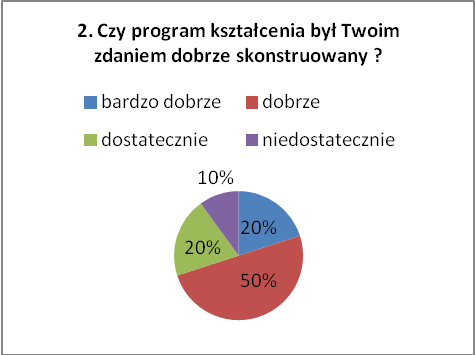 2. Czy program kształcenia był Twoim
zdaniem dobrze skonstruowany ?
bardzo dobrze
dobrze
dostatecznie
niedostatecznie
10%
20%
20%
50%